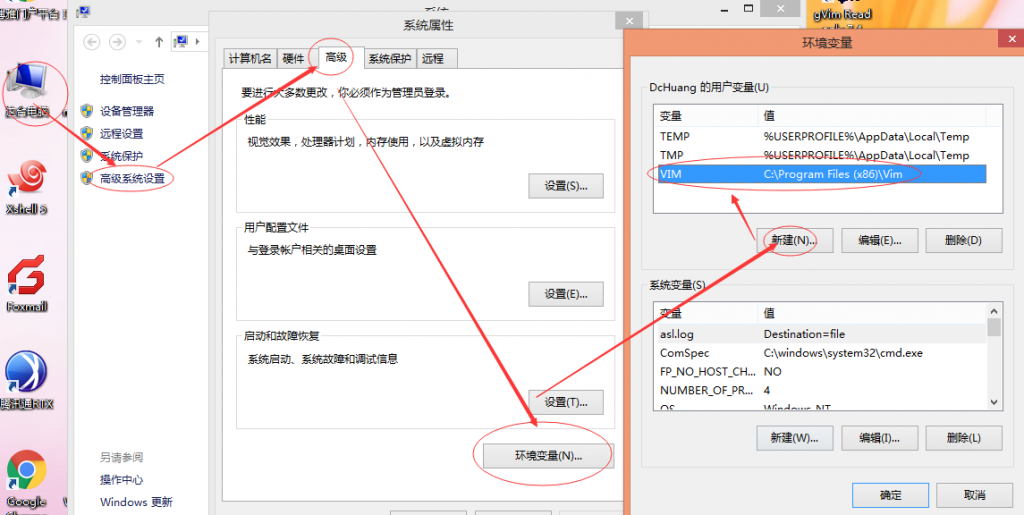 系统属性
计算机名
硬件
高级
系统保护
远程
要进行大多数更改，你必须作为管理员登录。
性能
视觉效果，处理器计划，内存使用，以及虚拟内存
设置(S)...
用户配置文件
与登录帐户相关的桌面设置
设置(E)...
启动和故障恢复
系统启动、系统故障和调试信息
设置(T)...
环境变量(N)...
控制面板主页
设备管理器
远程设置
系统保护
高级系统设置
另请参阅
操作中心
Windows 更新
Xshell 5
Foxmail
腾讯通RTX
Google
gVim Read
环境变量
DcHuang 的用户变量(U)
变量 值
TEMP %USERPROFILE%\AppData\Local\Temp
TMP %USERPROFILE%\AppData\Local\Temp
VIM C:\Program Files (x86)\Vim
新建(N)...
编辑(E)...
删除(D)
系统变量(S)
变量 值
asl.log Destination=file
ComSpec C:\windows\system32\cmd.exe
FP_NO_HOST_CH... NO
NUMBER_OF_PR... 4
OS Windows_NT
新建(W)...
编辑(I)...
删除(L)
确定
取消